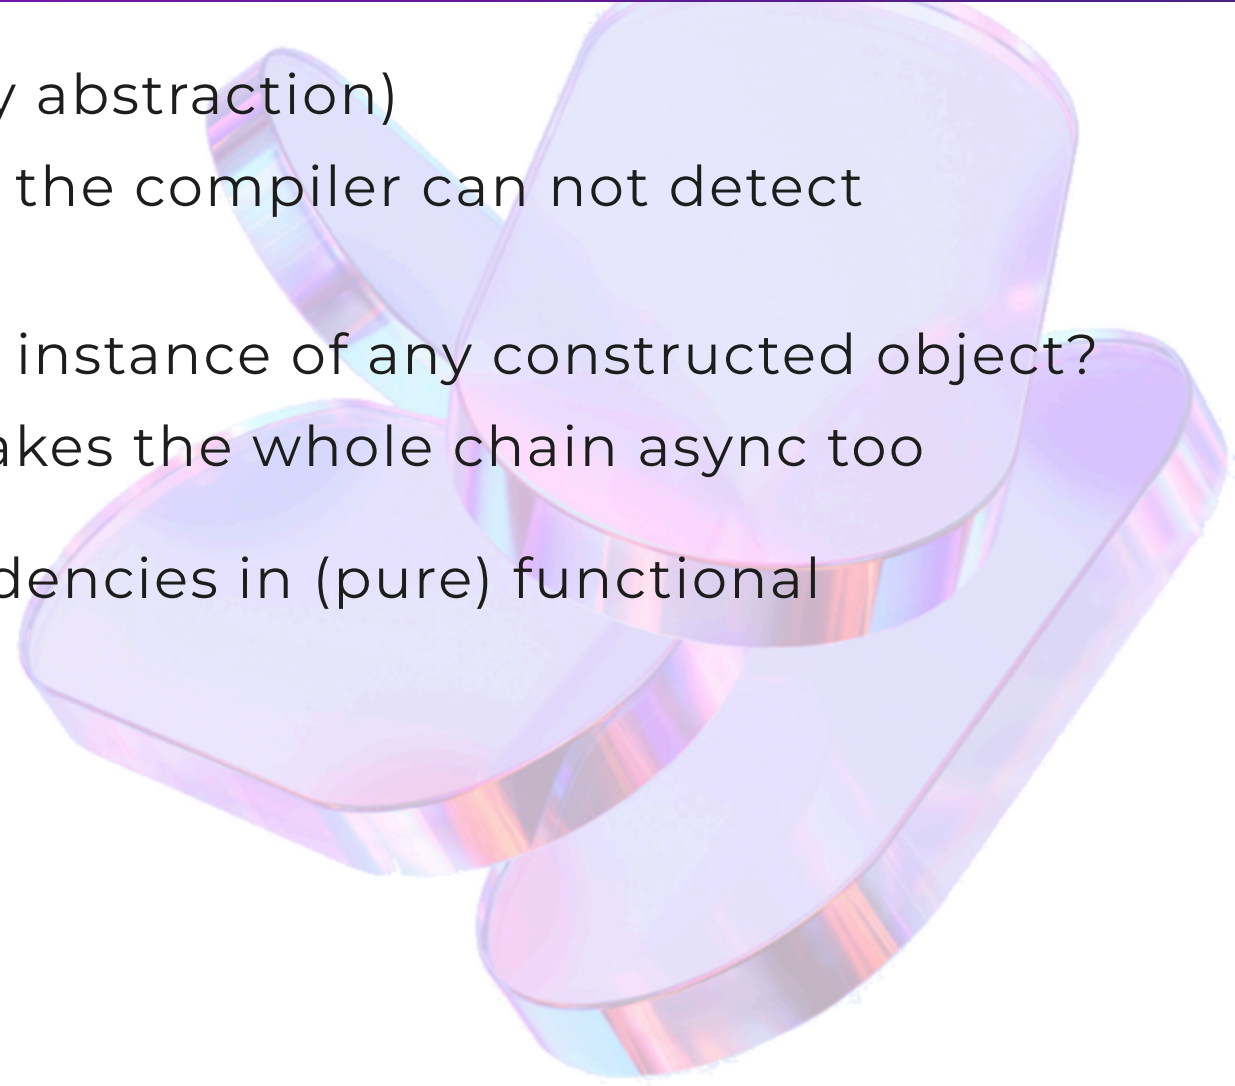 y abstraction)
the compiler can not detect
instance of any constructed object?
akes the whole chain async too
dencies in (pure) functional